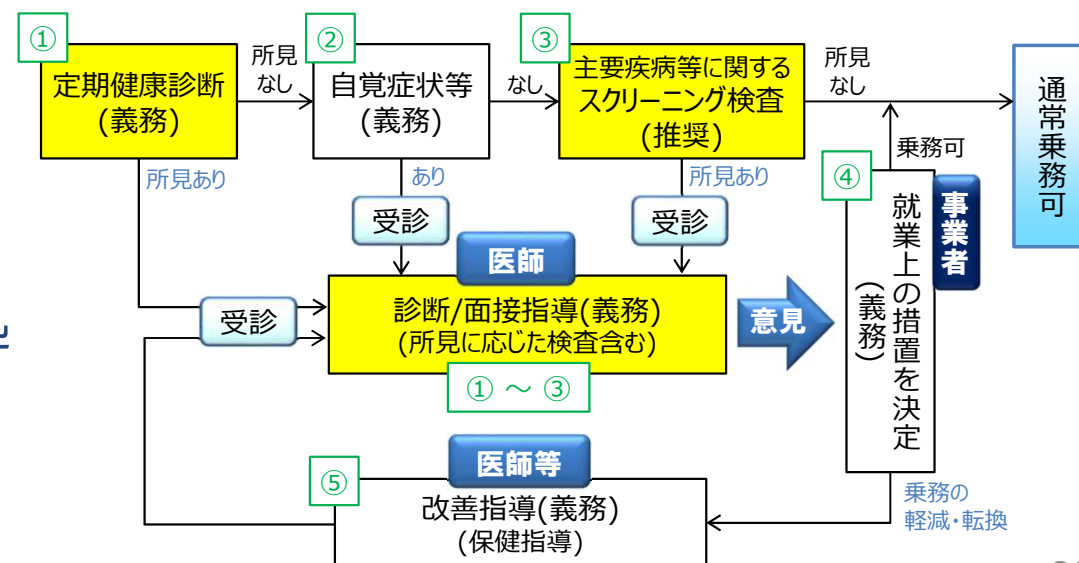 ①
定期健康診断
(義務)
所見
なし
②
自覚症状等
(義務)
なし
③
主要疾病等に関する
スクリーニング検査
(推奨)
所見
なし
通常乗務可
所見あり
あり
所見あり
乗務可
受診
受診
④
事業者
就業上の措置を決定
(義務)
医師
受診
診断/面接指導(義務)
(所見に応じた検査含む)
意見
① ～ ③
医師等
⑤
改善指導(義務)
(保健指導)
乗務の
軽減・転換